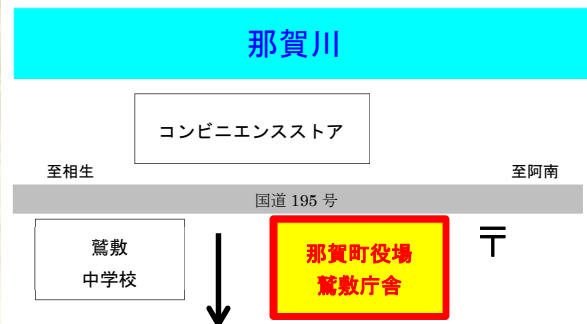 那賀川
コンビニエンスストア
至相生
至阿南
国道 195 号
鷲敷
中学校
那賀町役場
鷲敷庁舎
〒